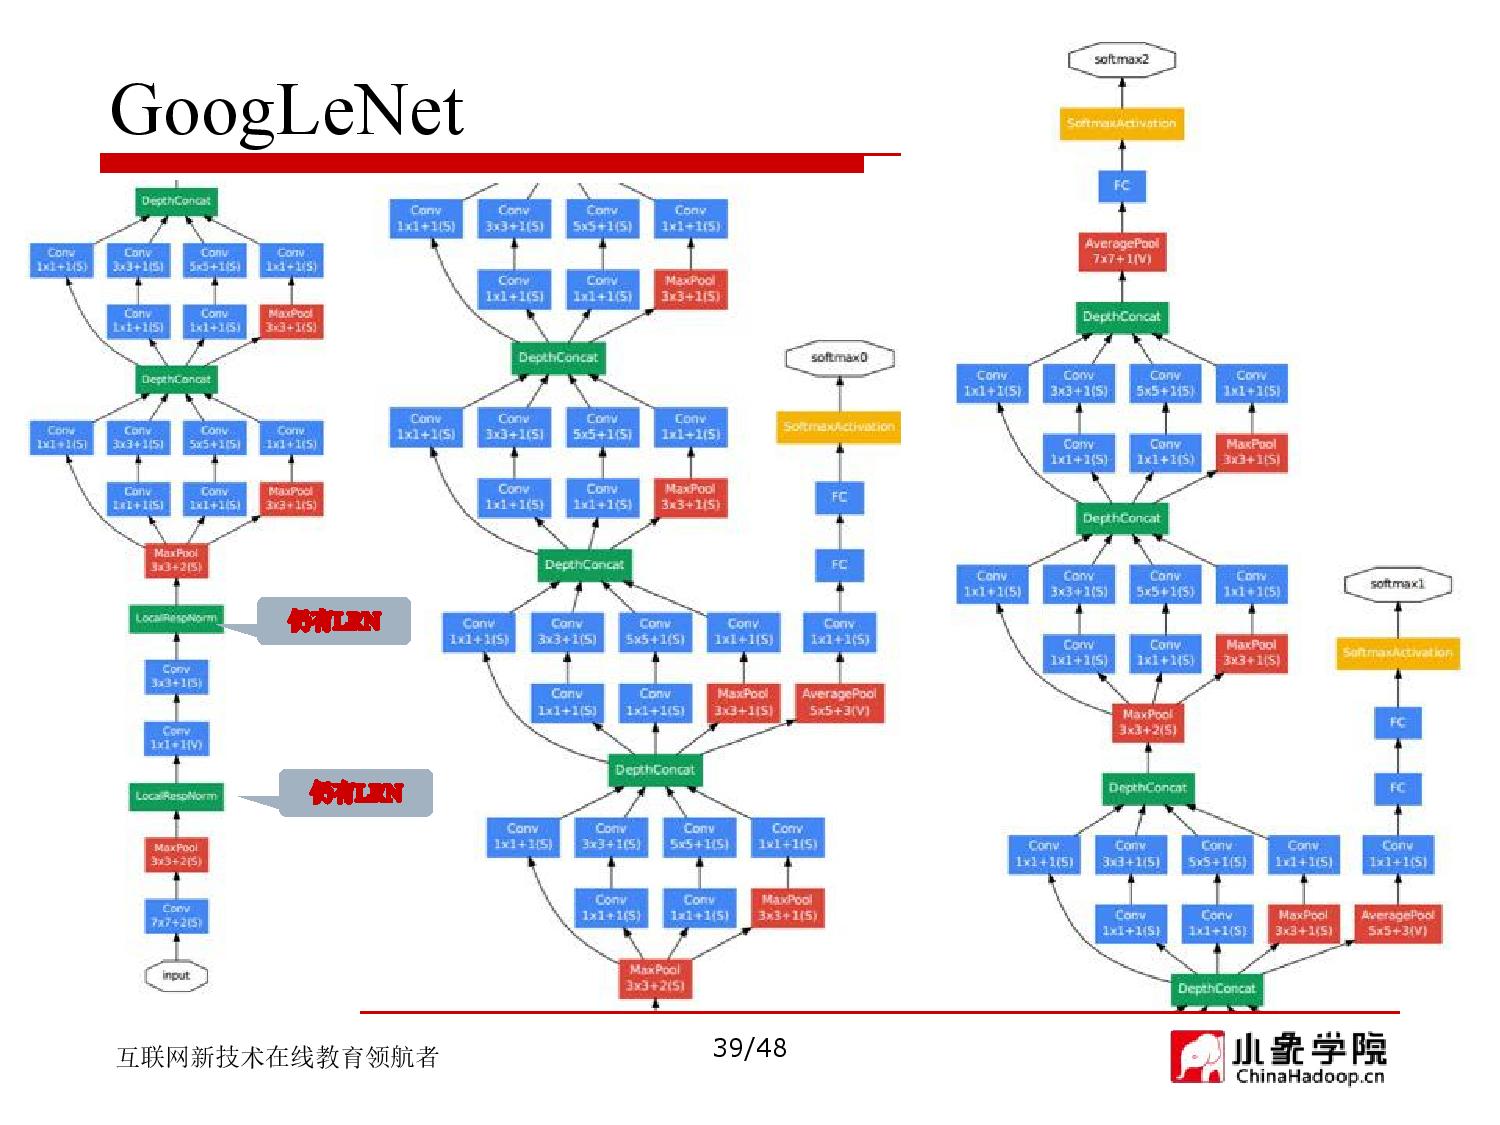 GoogLeNet
DepthConcat
Conv Conv Conv Conv
1x1+1(S) 3x3+1(S) 5x5+1(S) 1x1+1(S)
Conv Conv MaxPool
1x1+1(S) 1x1+1(S) 3x3+1(S)
DepthConcat
Conv Conv Conv Conv
1x1+1(S) 3x3+1(S) 5x5+1(S) 1x1+1(S)
Conv Conv MaxPool
1x1+1(S) 1x1+1(S) 3x3+1(S)
MaxPool
3x3+2(S)
LocalRespNorm
仍有LRN
Conv
3x3+1(S)
Conv
1x1+1(V)
LocalRespNorm
仍有LRN
MaxPool
3x3+2(S)
Conv
7x7+2(S)
input
Conv Conv Conv Conv
1x1+1(S) 3x3+1(S) 5x5+1(S) 1x1+1(S)
Conv Conv MaxPool
1x1+1(S) 1x1+1(S) 3x3+1(S)
DepthConcat
Conv Conv Conv Conv
1x1+1(S) 3x3+1(S) 5x5+1(S) 1x1+1(S)
Conv Conv MaxPool
1x1+1(S) 1x1+1(S) 3x3+1(S)
softmax0
SoftmaxActivation
FC
FC
DepthConcat
Conv Conv Conv Conv Conv
1x1+1(S) 3x3+1(S) 5x5+1(S) 1x1+1(S) 1x1+1(S)
Conv Conv MaxPool AveragePool
1x1+1(S) 1x1+1(S) 3x3+1(S) 5x5+3(V)
DepthConcat
Conv Conv Conv Conv
1x1+1(S) 3x3+1(S) 5x5+1(S) 1x1+1(S)
Conv Conv MaxPool
1x1+1(S) 1x1+1(S) 3x3+1(S)
MaxPool
3x3+2(S)
softmax2
SoftmaxActivation
FC
AveragePool
7x7+1(V)
DepthConcat
Conv Conv Conv Conv
1x1+1(S) 3x3+1(S) 5x5+1(S) 1x1+1(S)
Conv Conv MaxPool
1x1+1(S) 1x1+1(S) 3x3+1(S)
DepthConcat
Conv Conv Conv Conv
1x1+1(S) 3x3+1(S) 5x5+1(S) 1x1+1(S)
Conv Conv MaxPool
1x1+1(S) 1x1+1(S) 3x3+1(S)
MaxPool
3x3+2(S)
softmax1
SoftmaxActivation
FC
FC
DepthConcat
Conv Conv Conv Conv Conv
1x1+1(S) 3x3+1(S) 5x5+1(S) 1x1+1(S) 1x1+1(S)
Conv Conv MaxPool AveragePool
1x1+1(S) 1x1+1(S) 3x3+1(S) 5x5+3(V)
DepthConcat
互联网新技术在线教育领航者
39/48
小象学院
ChinaHadoop.cn